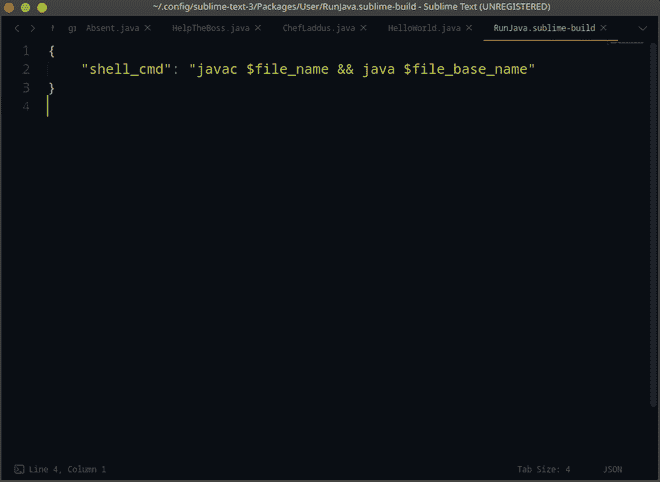 ~/.config/sublime-text-3/Packages/User/RunJava.sublime-build - Sublime Text (UNREGISTERED)
Absent.java HelpTheBoss.java ChefLaddus.java HelloWorld.java RunJava.sublime-build
1 {
2 "shell_cmd": "javac $file_name && java $file_base_name"
3 }
4
Line 4, Column 1 Tab Size: 4 JSON